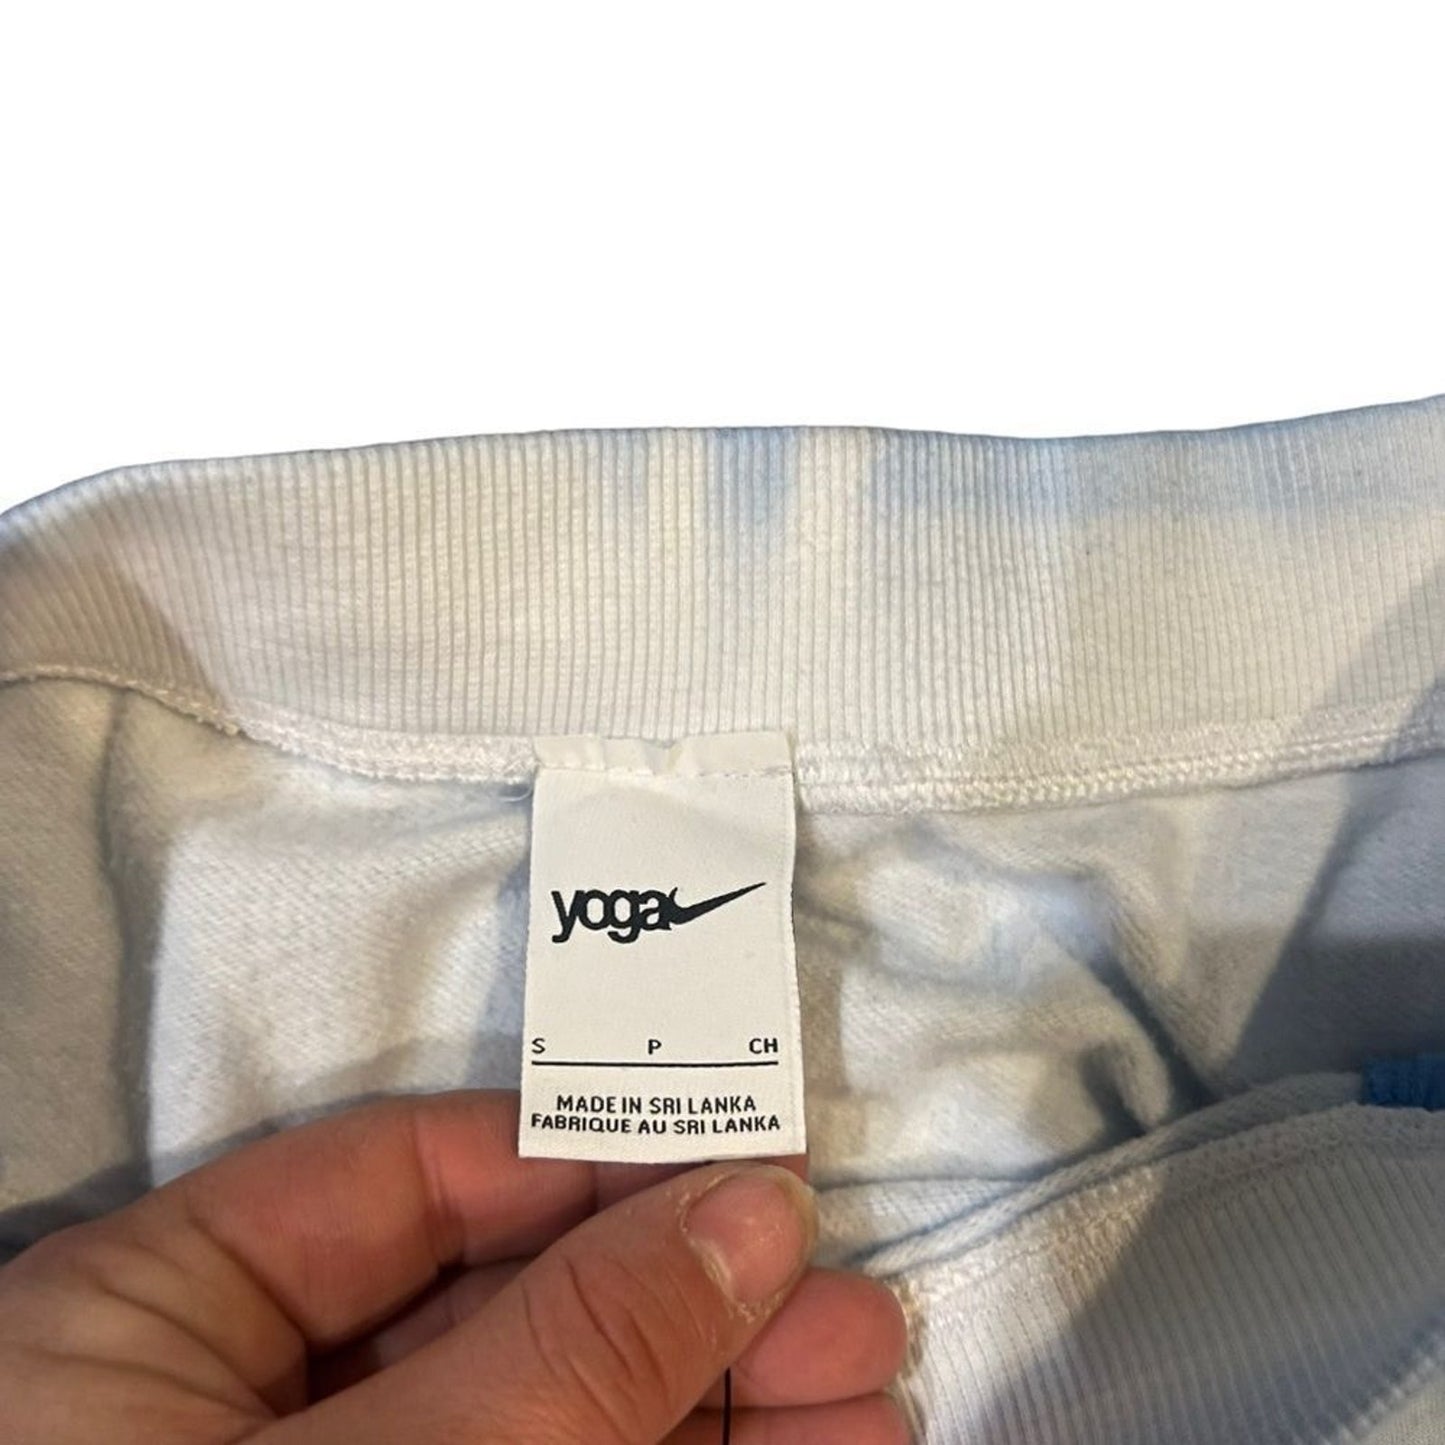 yoga
S P CH
MADE IN SRI LANKA
FABRIQUE AU SRI LANKA